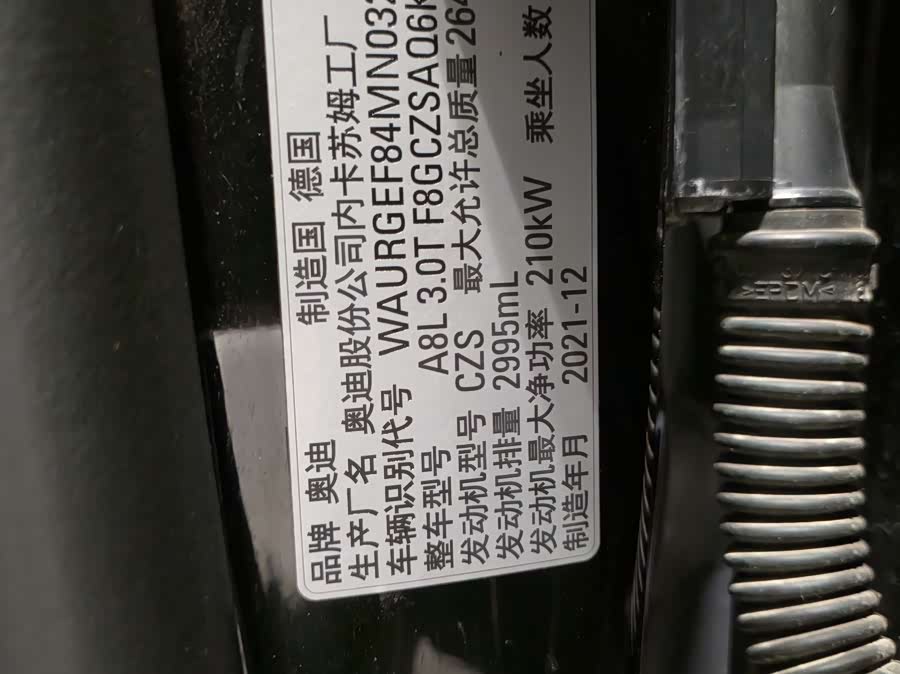 品牌 奥迪 制造国 德国
生产厂名 奥迪股份公司内卡苏姆工厂
车辆识别代号 WAURGEF84MN03
整车型号 A8L 3.0T F8GCZSAQ6
发动机型号 CZS 最大允许总质量 264
发动机排量 2995mL
发动机最大净功率 210kW 乘坐人数
制造年月 2021-12
>EPDM<